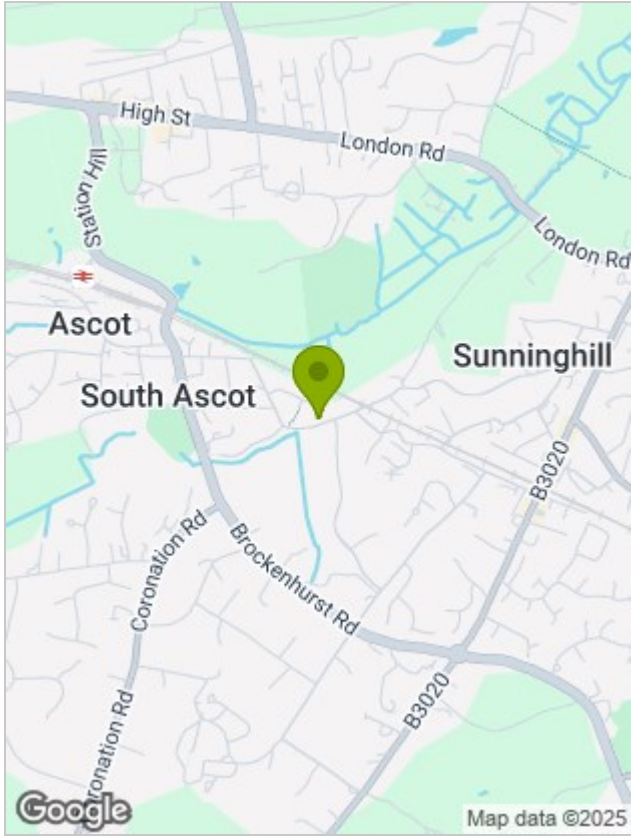 High St
London Rd
Station Hill
London Rd
Ascot
Sunninghill
South Ascot
B3020
Coronation Rd
Brockenhurst Rd
B3020
oronation Rd
Google
Map data ©2025